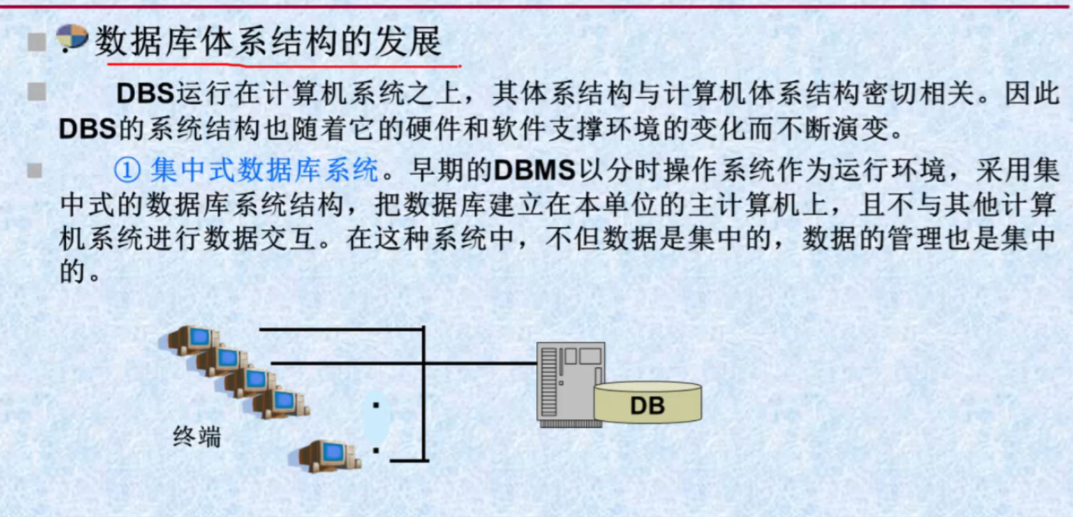 数据库体系结构的发展
DBS运行在计算机系统之上，其体系结构与计算机体系结构密切相关。因此
DBS的系统结构也随着它的硬件和软件支撑环境的变化而不断演变。
① 集中式数据库系统。早期的DBMS以分时操作系统作为运行环境，采用集
中式的数据库系统结构，把数据库建立在本单位的主计算机上，且不与其他计算
机系统进行数据交互。在这种系统中，不但数据是集中的，数据的管理也是集中
的。
DB
终端